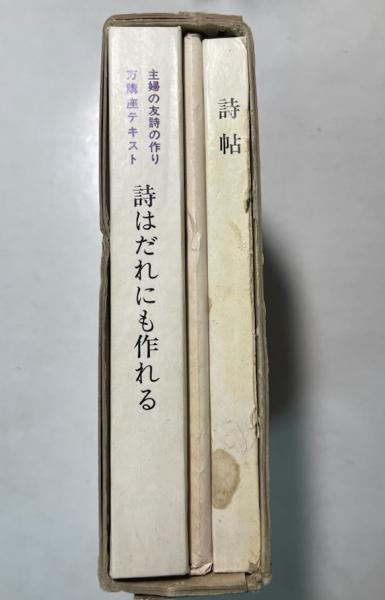 主婦の友詩の作り
方講座テキスト
詩はだれにも作れる
詩帖